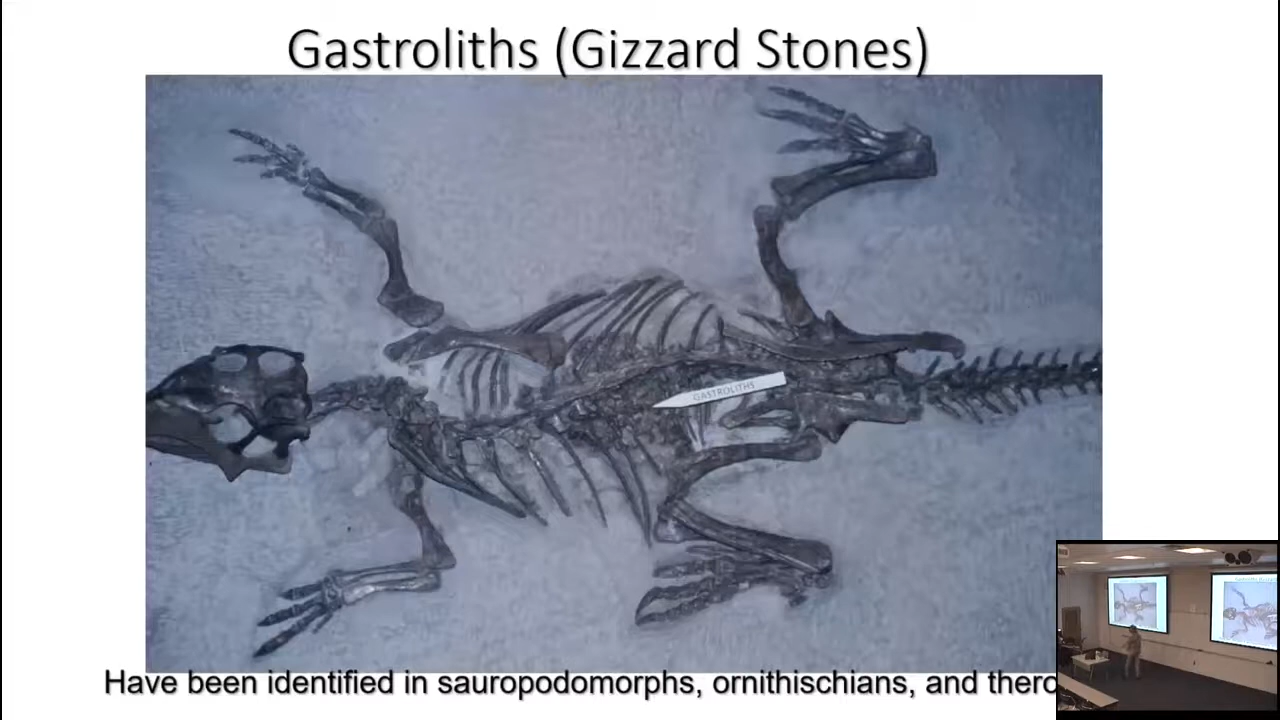 Gastroliths (Gizzard Stones)
GASTROLITHS
Have been identified in sauropodomorphs, ornithischians, and thero